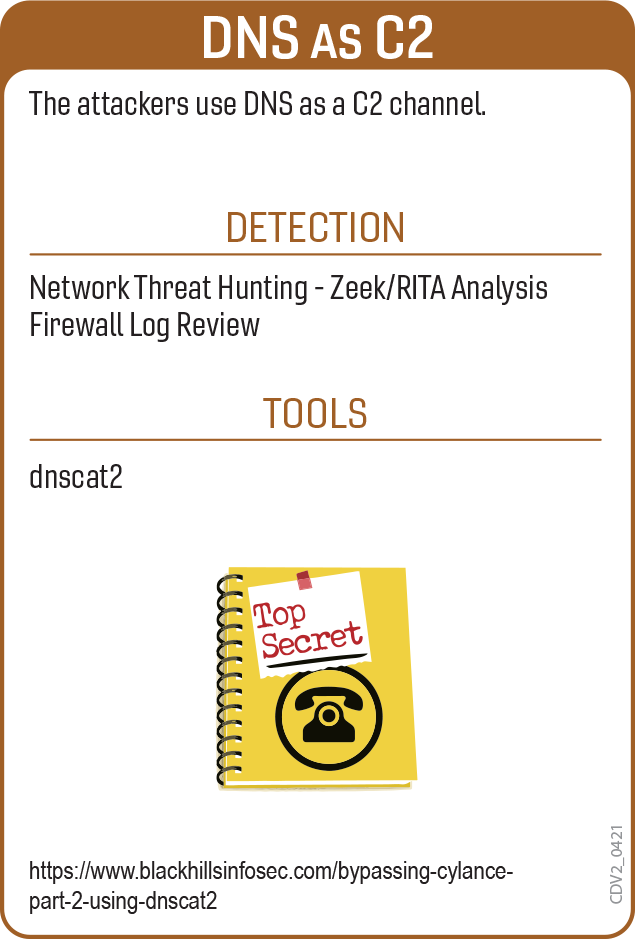 DNS AS C2
The attackers use DNS as a C2 channel.
DETECTION
Network Threat Hunting - Zeek/RITA Analysis
Firewall Log Review
TOOLS
dnscat2
Top
Secret
https://www.blackhillsinfosec.com/bypassing-cylance-
part-2-using-dnscat2
CDV2_0421